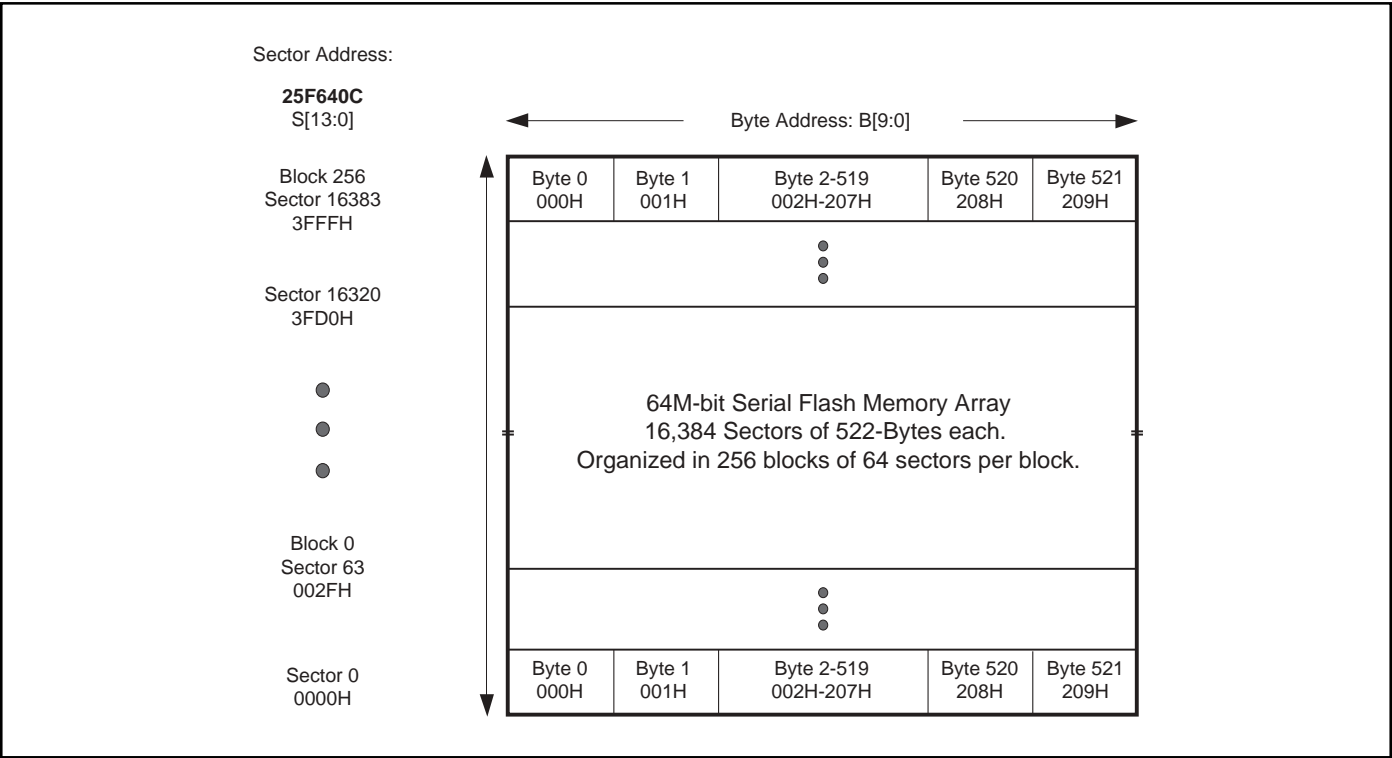 Sector Address:
25F640C
S[13:0]
Byte Address: B[9:0]
Block 256
Sector 16383
3FFFH
Byte 0
000H
Byte 1
001H
Byte 2-519
002H-207H
Byte 520
208H
Byte 521
209H
Sector 16320
3FD0H
64M-bit Serial Flash Memory Array
16,384 Sectors of 522-Bytes each.
Organized in 256 blocks of 64 sectors per block.
Block 0
Sector 63
002FH
Sector 0
0000H
Byte 0
000H
Byte 1
001H
Byte 2-519
002H-207H
Byte 520
208H
Byte 521
209H